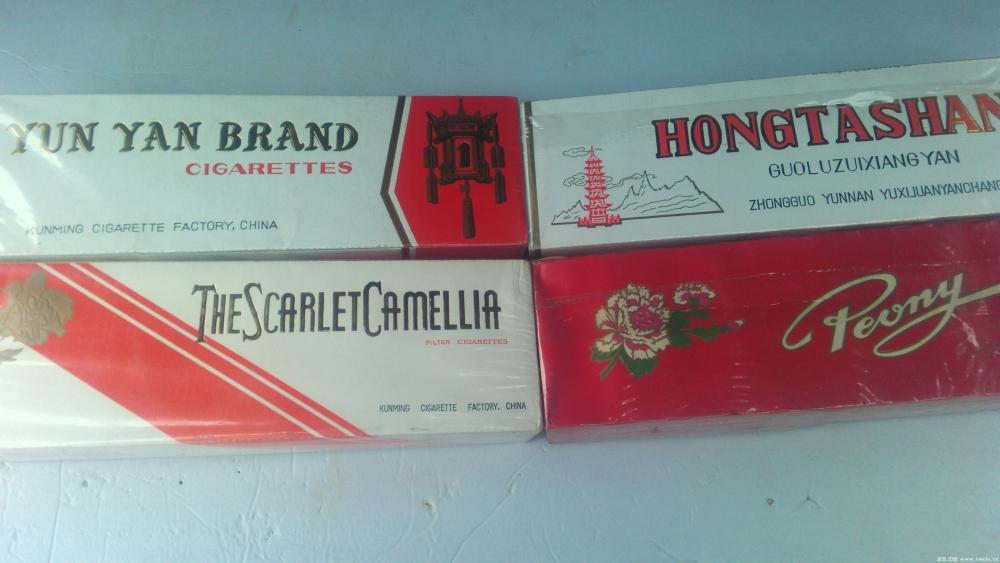 YUN YAN BRAND
CIGARETTES
KUNMING CIGARETTE FACTORY, CHINA
HONGTASHAN
GUOLUZUIXIANGYAN
ZHONGGUO YUNNAN YUXIJUANYANCHANG
THE SCARLET CAMELLIA
FILTER CIGARETTES
KUNMING CIGARETTE FACTORY, CHINA
Peony